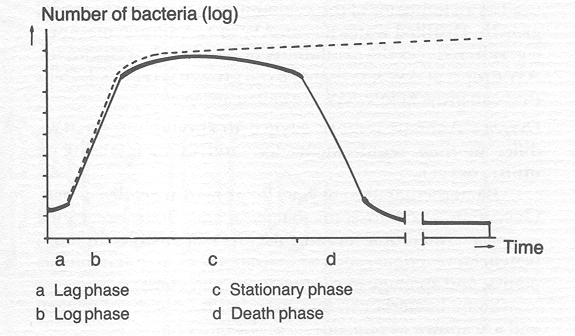 Number of bacteria (log)
a b c d
Time
a Lag phase c Stationary phase
b Log phase d Death phase